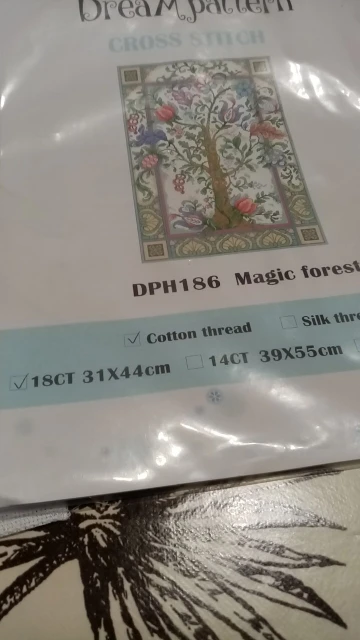 DreamPattern
CROSS STITCH
DPH186 Magic forest
Cotton thread Silk thre
18CT 31X44cm 14CT 39X55cm